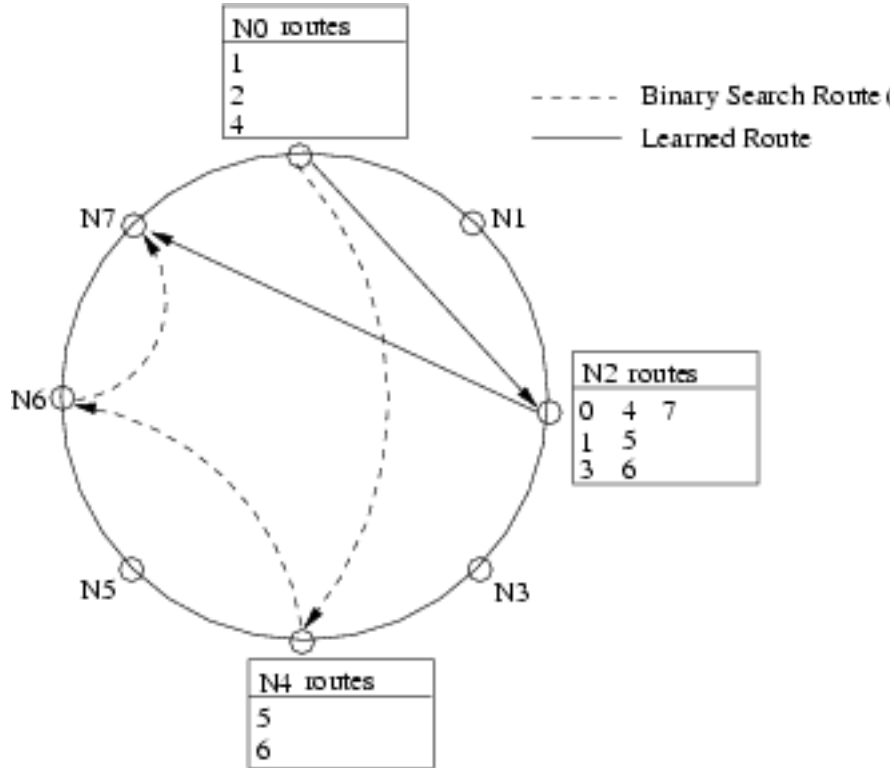 N0 routes
1
2
4
Binary Search Route (
Learned Route
N7
N1
N2 routes
0 4 7
1 5
3 6
N6
N5
N3
N4 routes
5
6